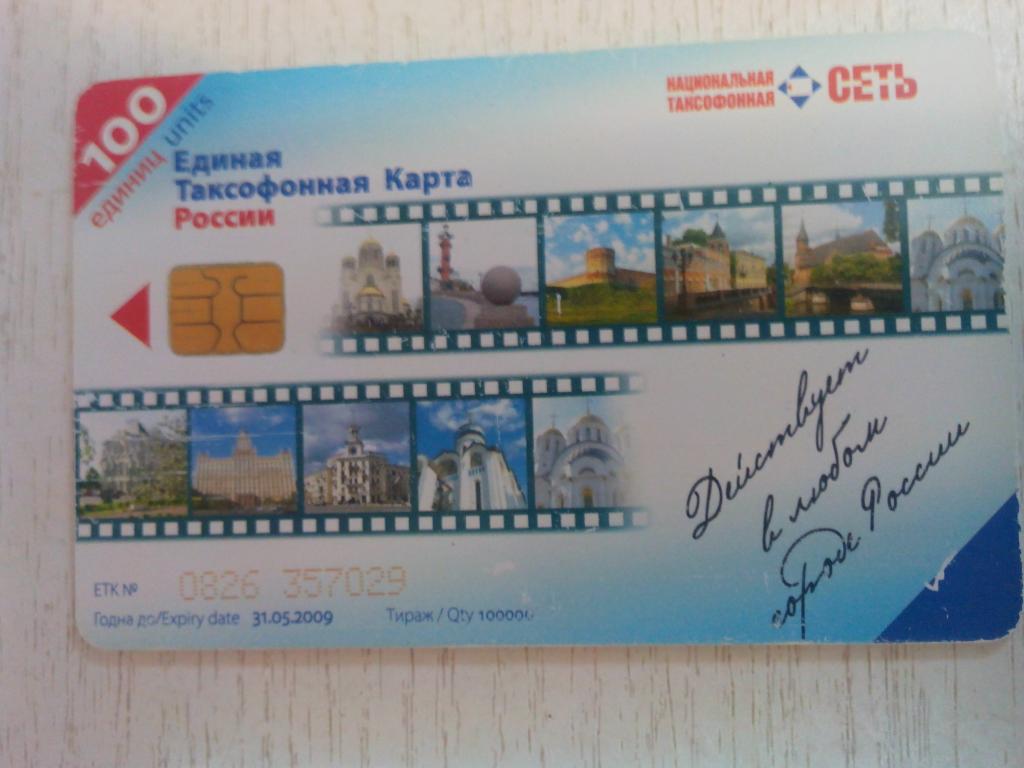 100
единиц units
НАЦИОНАЛЬНАЯ
ТАКСОФОННАЯ
СЕТЬ
Единая
Таксофонная Карта
России
Действует
в любом
городе России
ЕТК № 0826 357029
Годна до/Expiry date 31.05.2009 Тираж / Qty 100000